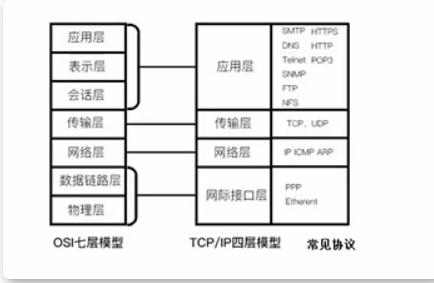 应用层
表示层
会话层
传输层
网络层
数据链路层
物理层
OSI七层模型
应用层
传输层
网络层
网际接口层
TCP/IP四层模型
SMTP HTTPS
DNS HTTP
Telnet POP3
SNMP
FTP
NFS
TCP、UDP
IP ICMP ARP
PPP
Etherent
常见协议